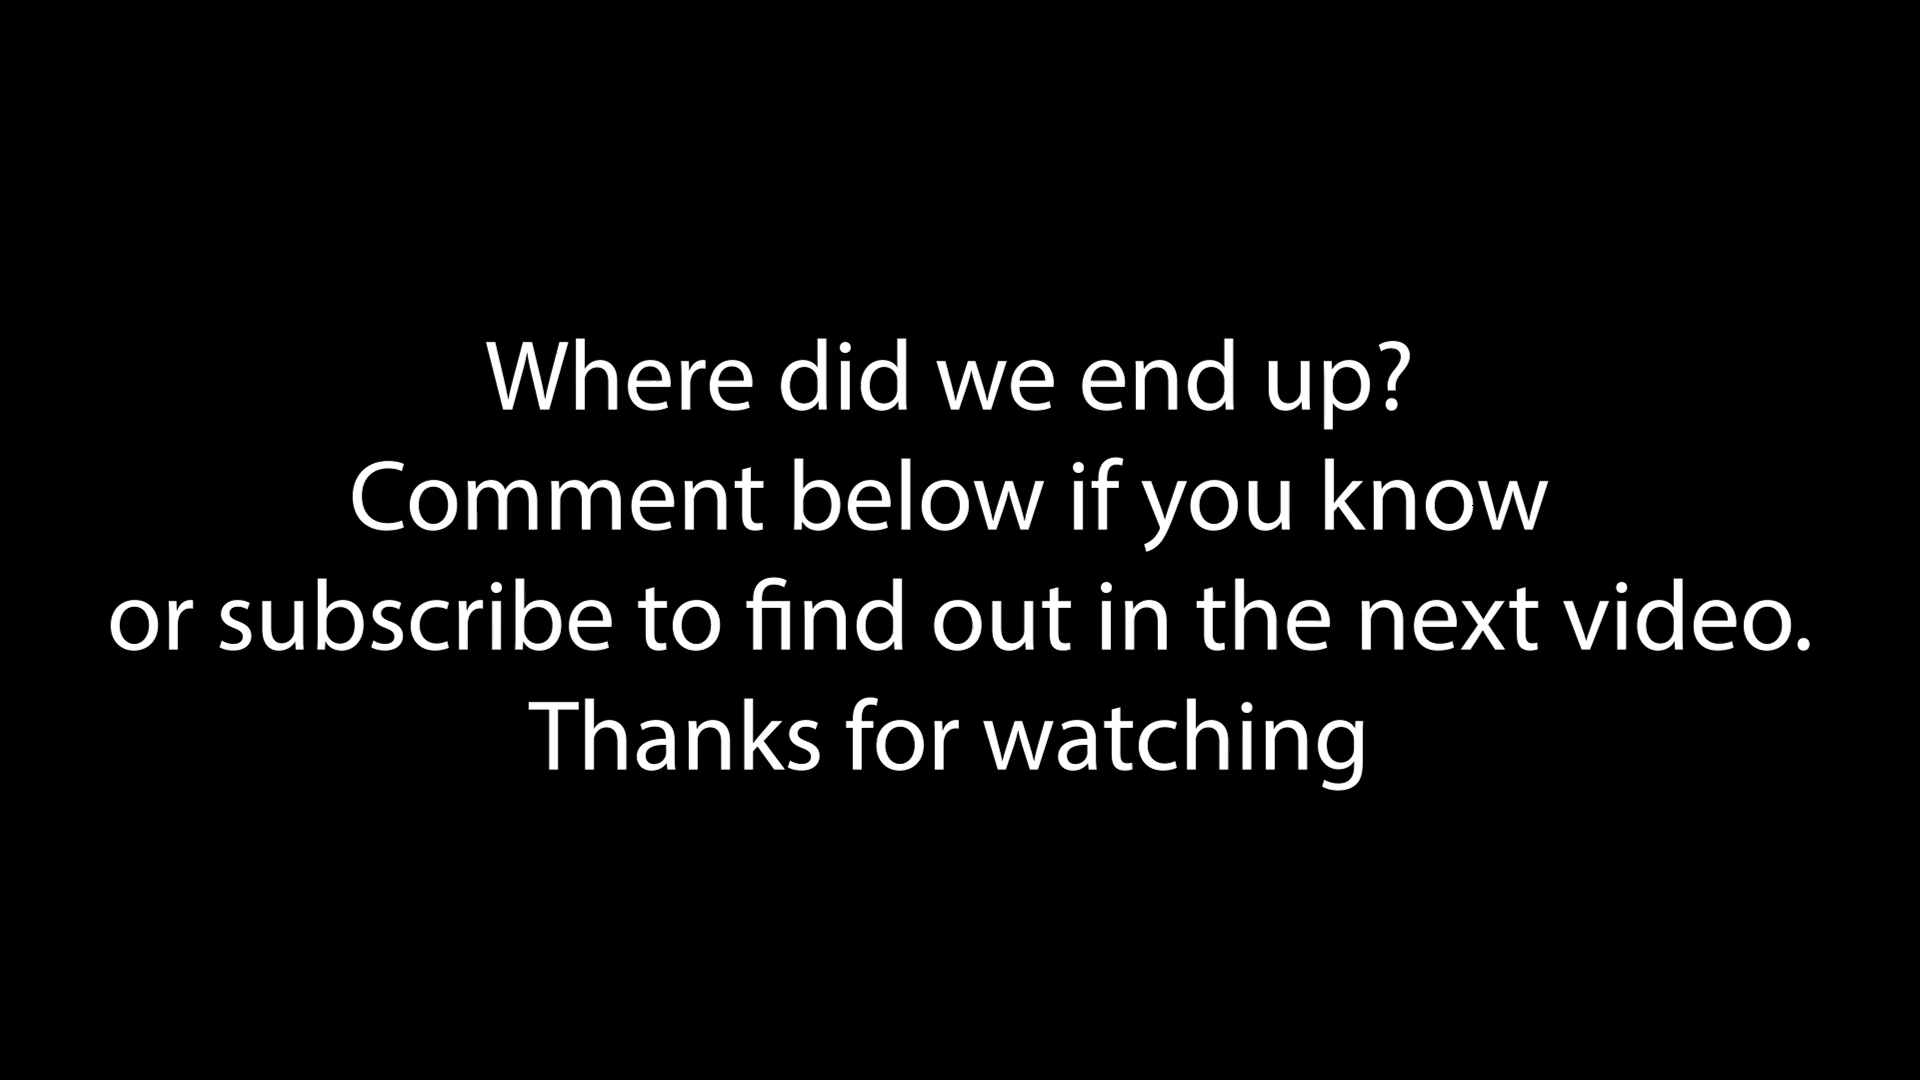 Where did we end up?
Comment below if you know
or subscribe to find out in the next video.
Thanks for watching